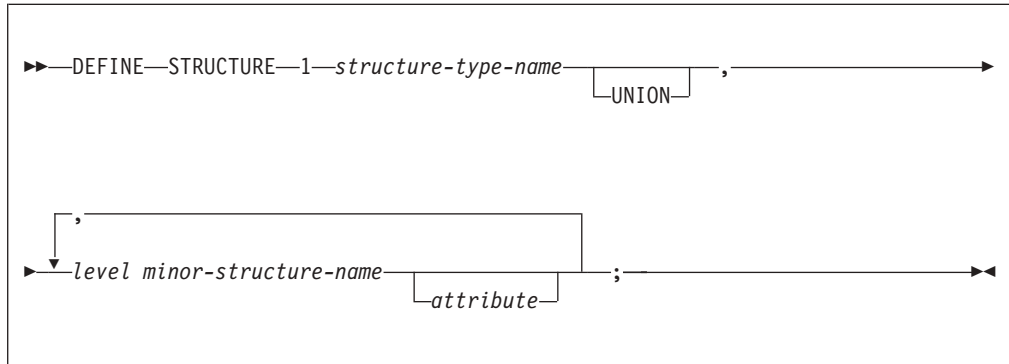 DEFINE STRUCTURE 1 structure-type-name ,
UNION
,
level minor-structure-name ;
attribute